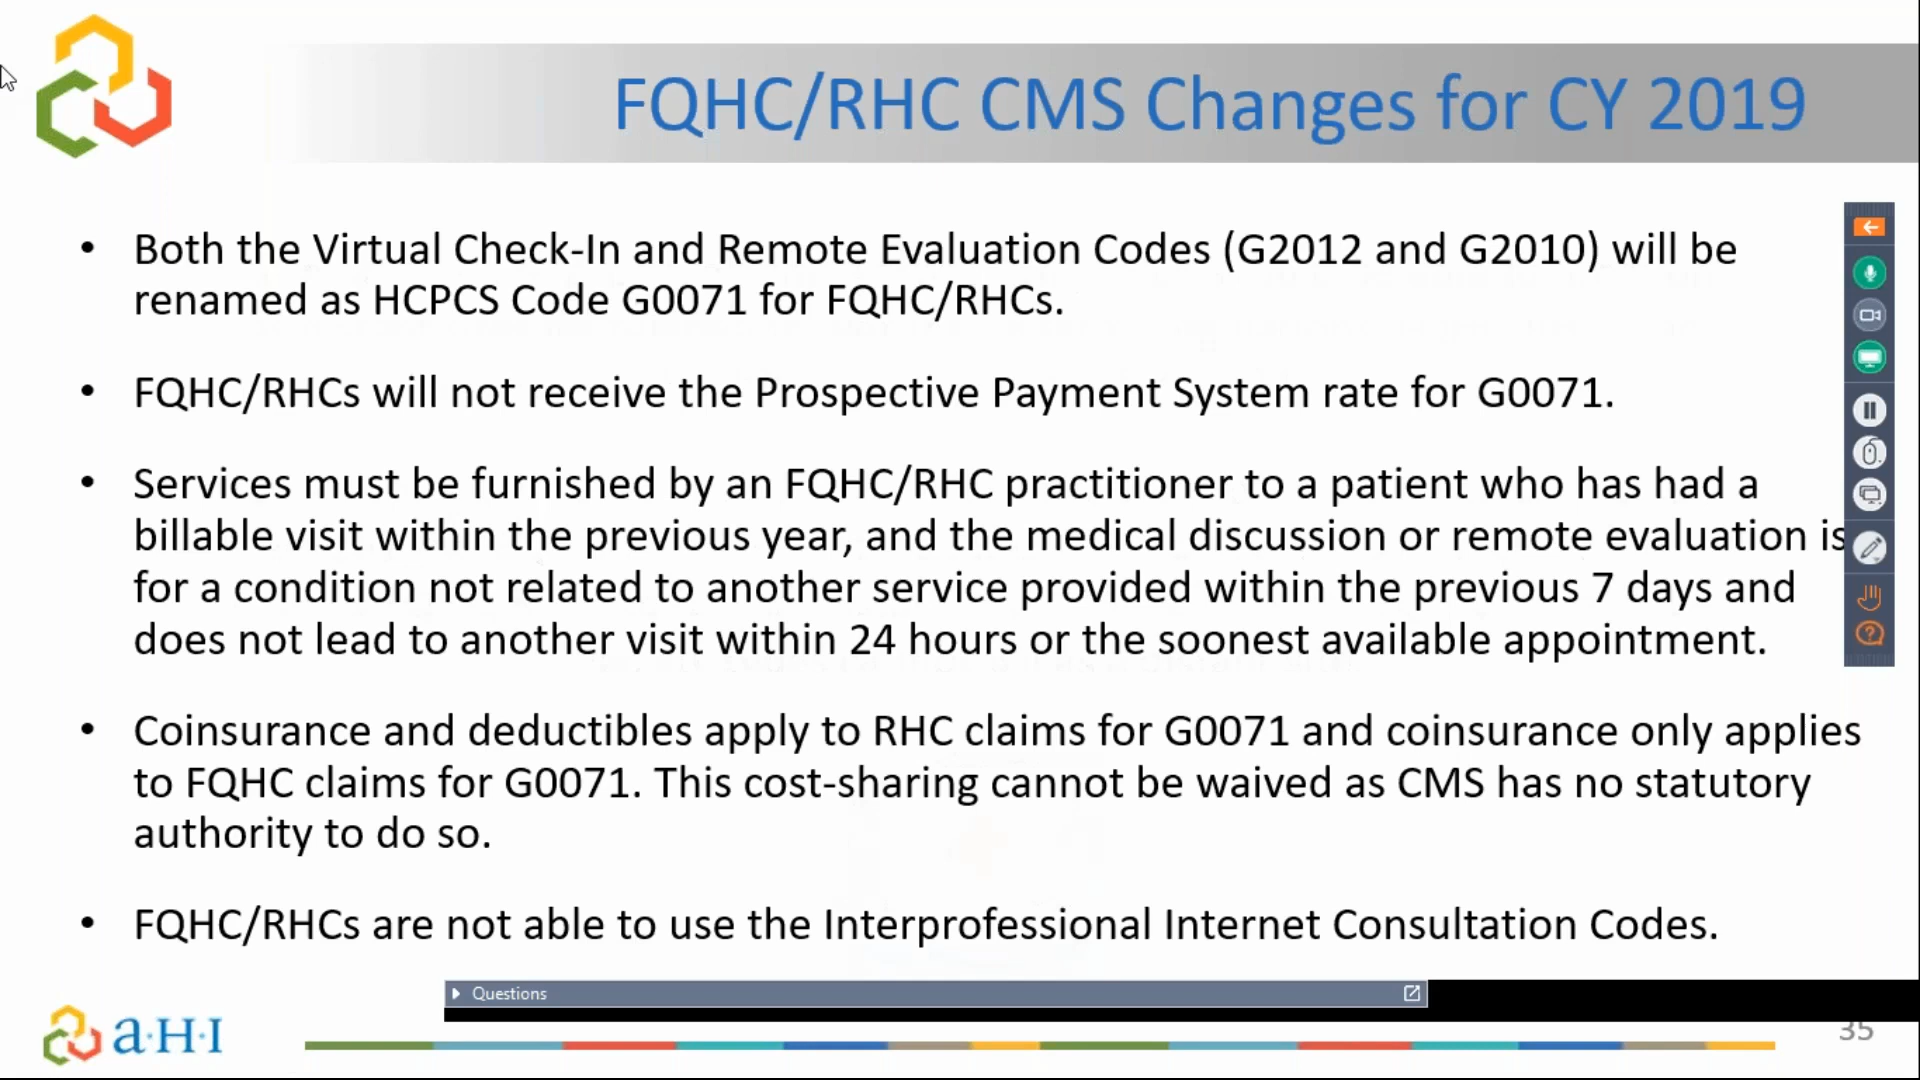 FQHC/RHC CMS Changes for CY 2019
• Both the Virtual Check-In and Remote Evaluation Codes (G2012 and G2010) will be
renamed as HCPCS Code G0071 for FQHC/RHCs.
• FQHC/RHCs will not receive the Prospective Payment System rate for G0071.
• Services must be furnished by an FQHC/RHC practitioner to a patient who has had a
billable visit within the previous year, and the medical discussion or remote evaluation is
for a condition not related to another service provided within the previous 7 days and
does not lead to another visit within 24 hours or the soonest available appointment.
• Coinsurance and deductibles apply to RHC claims for G0071 and coinsurance only applies
to FQHC claims for G0071. This cost-sharing cannot be waived as CMS has no statutory
authority to do so.
• FQHC/RHCs are not able to use the Interprofessional Internet Consultation Codes.
Questions
a·H·I
35